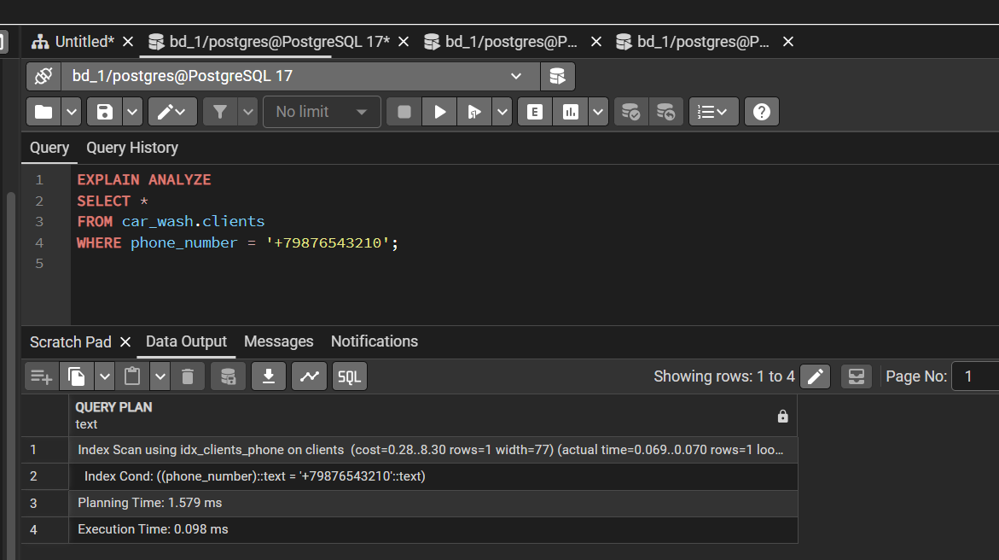 Untitled* bd_1/postgres@PostgreSQL 17* bd_1/postgres@P... bd_1/postgres@P...
bd_1/postgres@PostgreSQL 17
No limit E
Query Query History
1 EXPLAIN ANALYZE
2 SELECT *
3 FROM car_wash.clients
4 WHERE phone_number = '+79876543210';
5
Scratch Pad Data Output Messages Notifications
SQL Showing rows: 1 to 4 Page No: 1
QUERY PLAN
text
1 Index Scan using idx_clients_phone on clients (cost=0.28..8.30 rows=1 width=77) (actual time=0.069..0.070 rows=1 loo...
2 Index Cond: ((phone_number)::text = '+79876543210'::text)
3 Planning Time: 1.579 ms
4 Execution Time: 0.098 ms